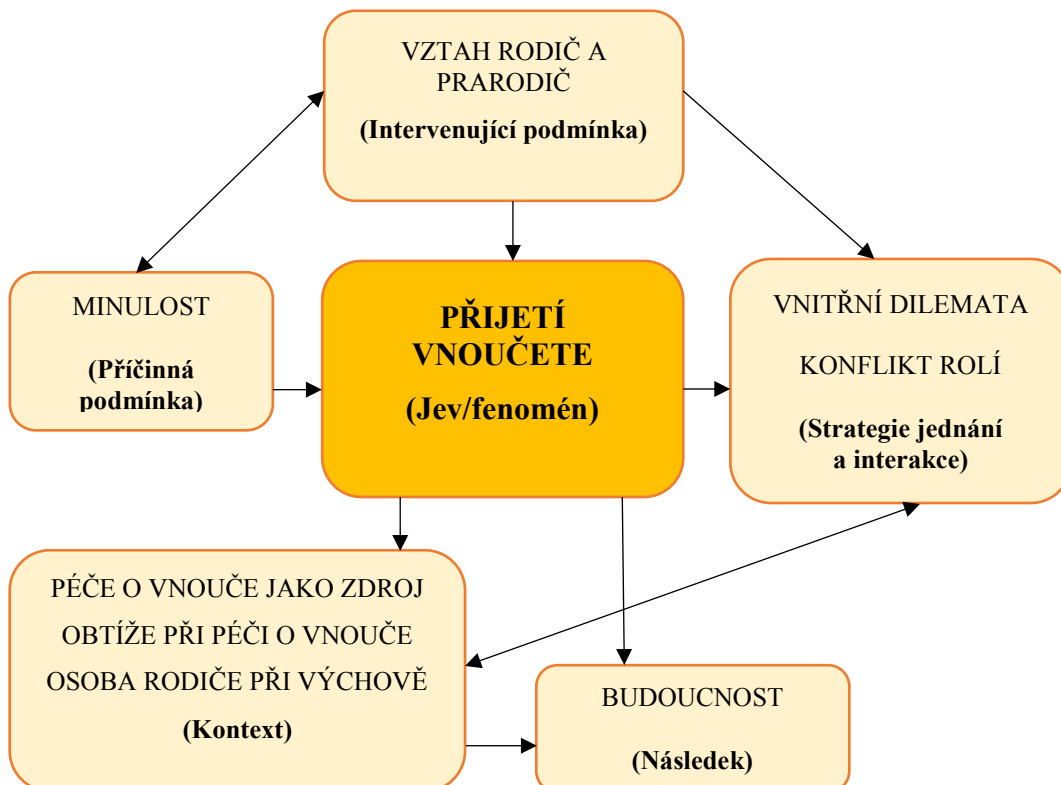 VZTAH RODIČ A
PRARODIČ
(Intervenující podmínka)
MINULOST
(Příčinná
podmínka)
PŘIJETÍ
VNOUČETE
(Jev/fenomén)
VNITŘNÍ DILEMATA
KONFLIKT ROLÍ
(Strategie jednání
a interakce)
PÉČE O VNOUČE JAKO ZDROJ
OBTÍŽE PŘI PÉČI O VNOUČE
OSOBA RODIČE PŘI VÝCHOVĚ
(Kontext)
BUDOUCNOST
(Následek)